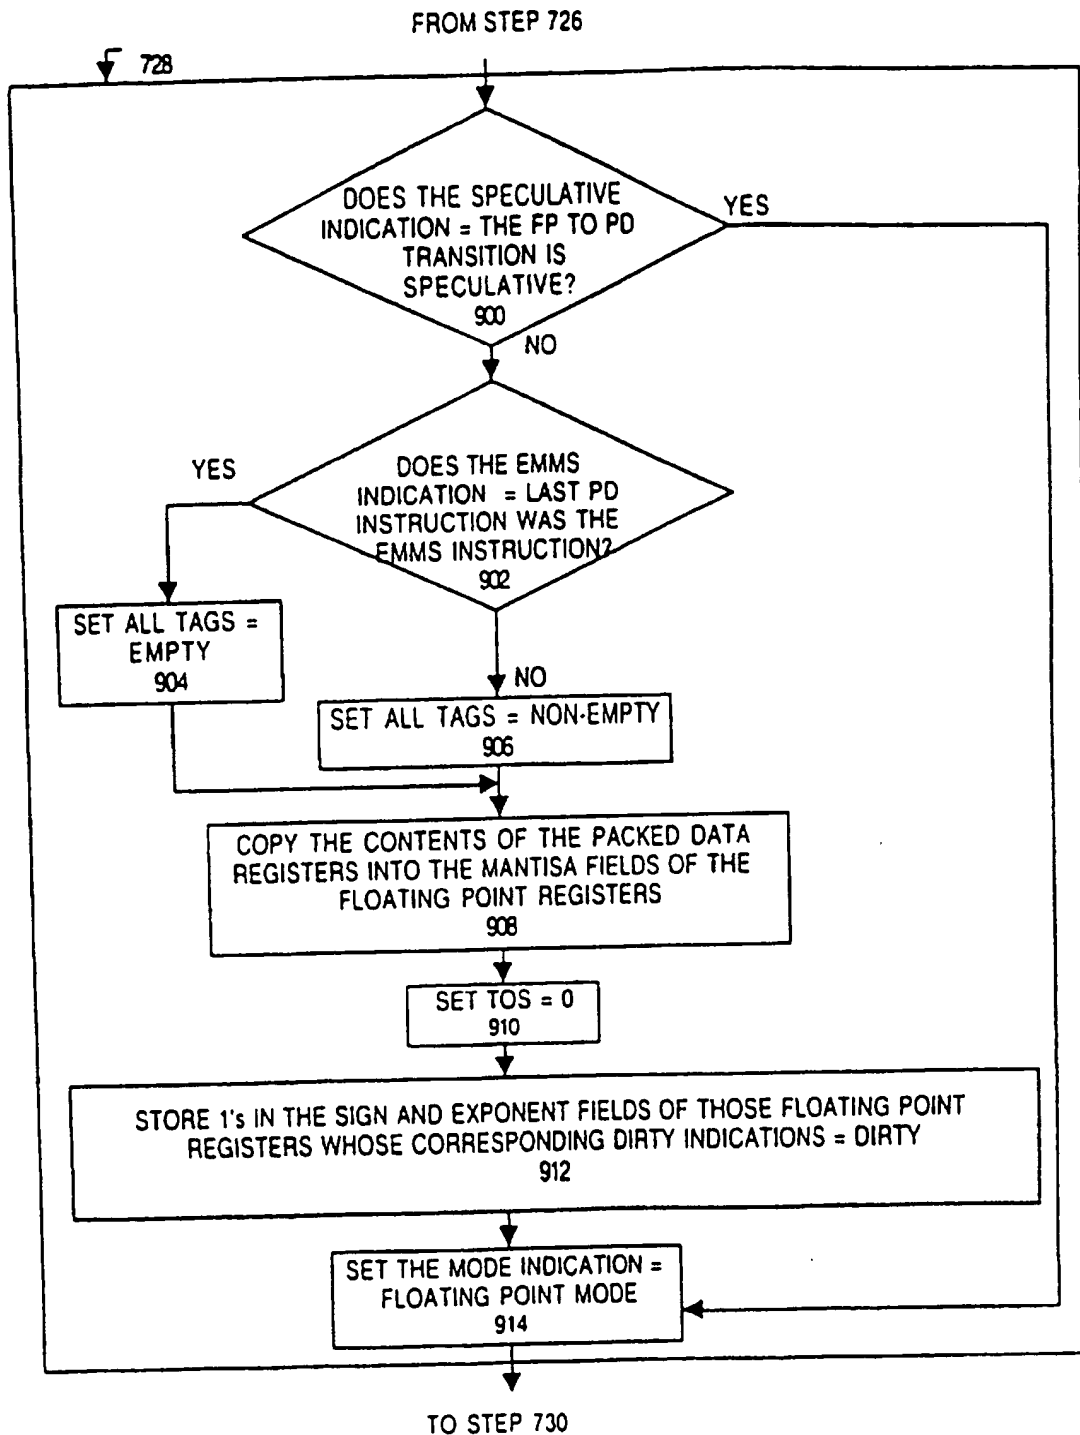 FROM STEP 726
728
DOES THE SPECULATIVE
INDICATION = THE FP TO PD
TRANSITION IS
SPECULATIVE?
900
YES
NO
DOES THE EMMS
INDICATION = LAST PD
INSTRUCTION WAS THE
EMMS INSTRUCTION?
902
YES
SET ALL TAGS =
EMPTY
904
NO
SET ALL TAGS = NON-EMPTY
906
COPY THE CONTENTS OF THE PACKED DATA
REGISTERS INTO THE MANTISA FIELDS OF THE
FLOATING POINT REGISTERS
908
SET TOS = 0
910
STORE 1's IN THE SIGN AND EXPONENT FIELDS OF THOSE FLOATING POINT
REGISTERS WHOSE CORRESPONDING DIRTY INDICATIONS = DIRTY
912
SET THE MODE INDICATION =
FLOATING POINT MODE
914
TO STEP 730